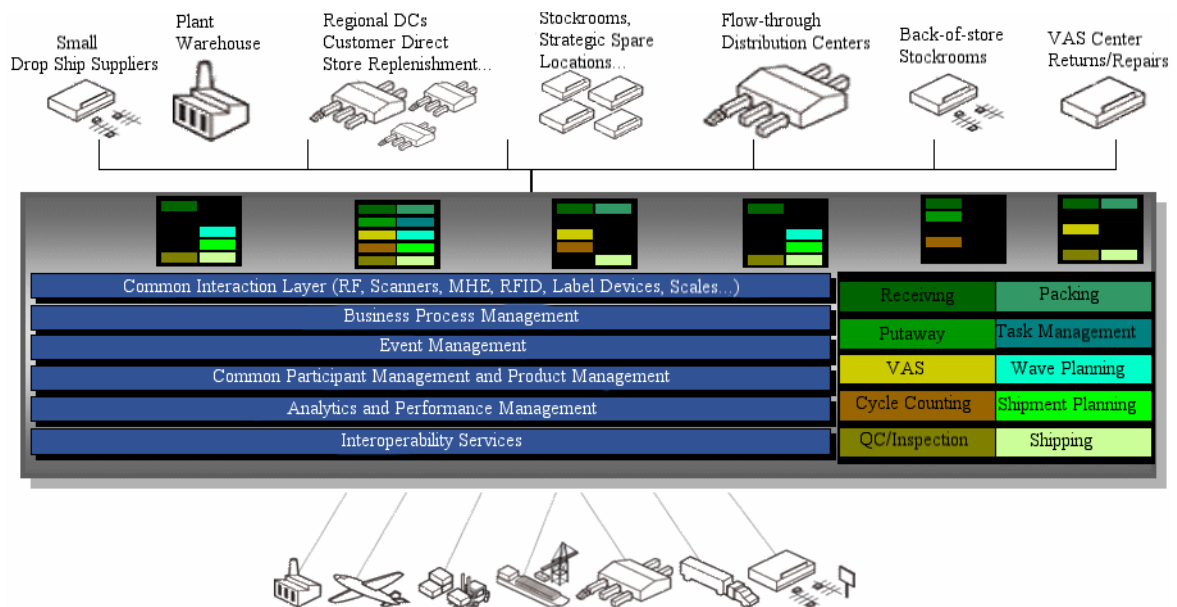 Small
Drop Ship Suppliers
Plant
Warehouse
Regional DCs
Customer Direct
Store Replenishment...
Stockrooms,
Strategic Spare
Locations...
Flow-through
Distribution Centers
Back-of-store
Stockrooms
VAS Center
Returns/Repairs
Common Interaction Layer (RF, Scanners, MHE, RFID, Label Devices, Scales...)
Business Process Management
Event Management
Common Participant Management and Product Management
Analytics and Performance Management
Interoperability Services
Receiving
Packing
Putaway
Task Management
VAS
Wave Planning
Cycle Counting
Shipment Planning
QC/Inspection
Shipping